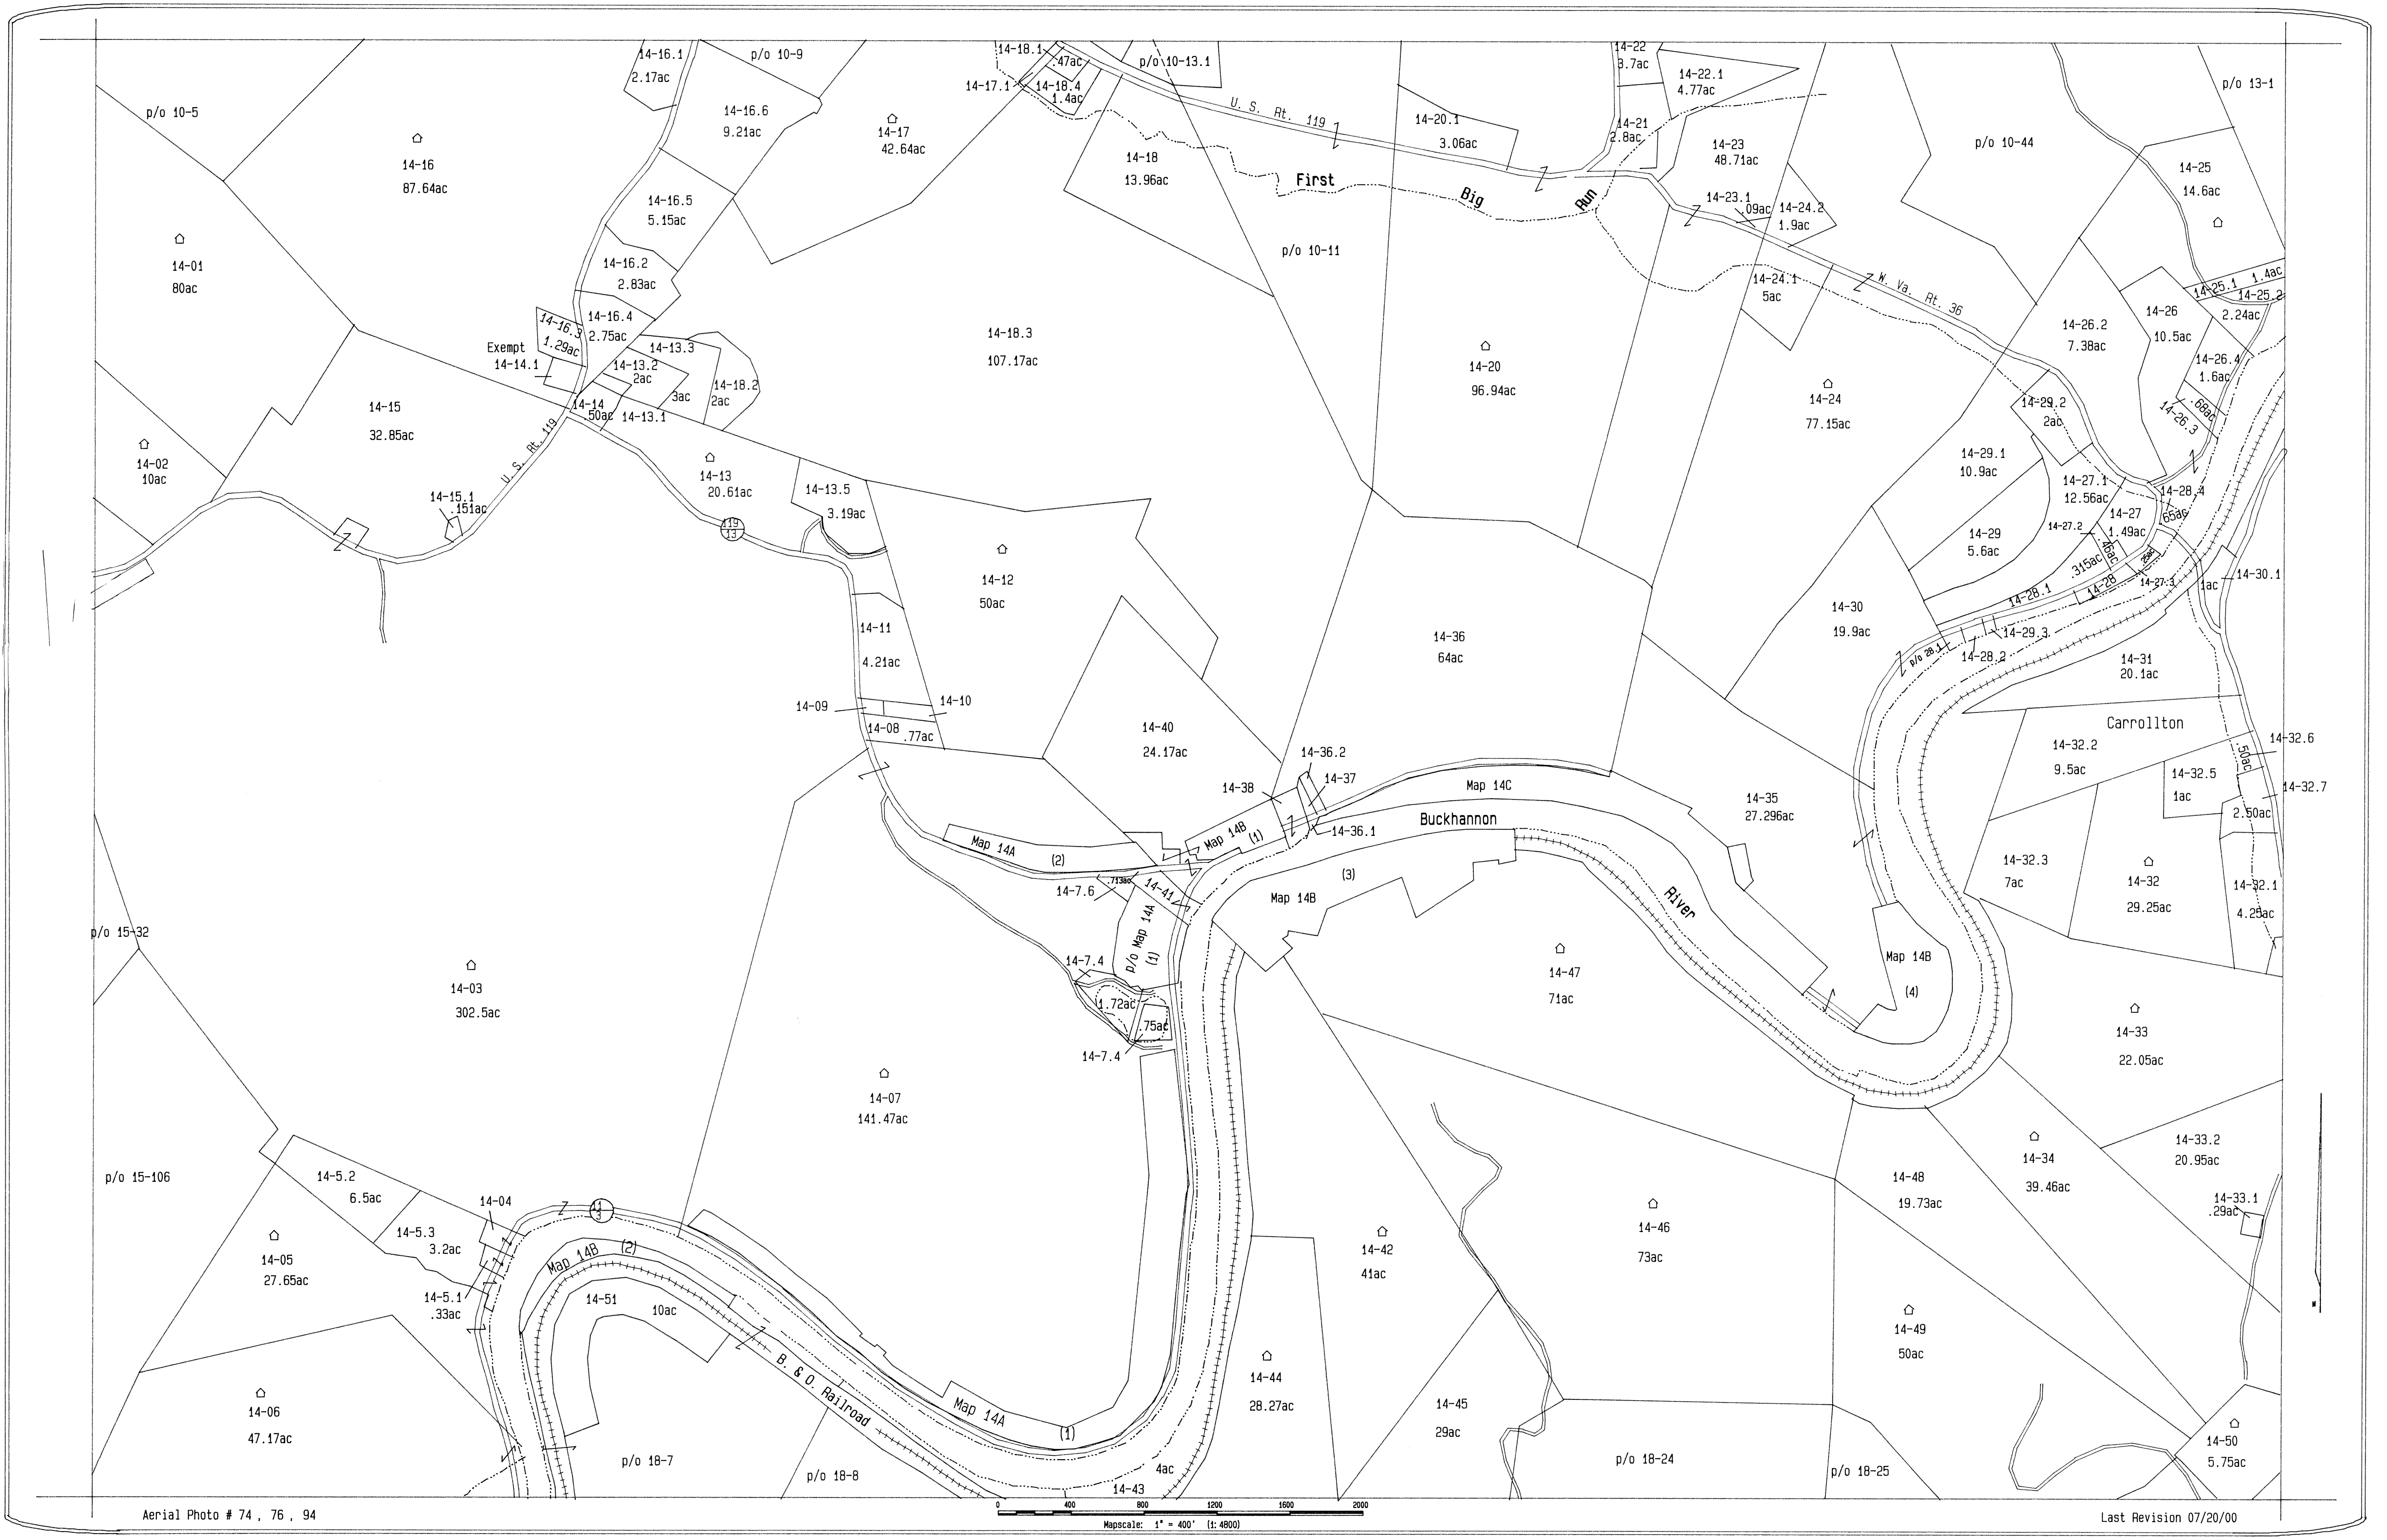 14-16.1
2.17ac
p/o 10-9
14-18.1
.47ac
p/o 10-13.1
14-22
3.7ac
14-22.1
4.77ac
p/o 13-1
p/o 10-5
14-16.6
9.21ac
14-17
42.64ac
14-17.1
14-18.4
1.4ac
U. S. Rt. 119
14-20.1
3.06ac
14-21
2.8ac
14-23
48.71ac
p/o 10-44
14-25
14.6ac
14-16
87.64ac
14-18
13.96ac
First
Big
Run
14-16.5
5.15ac
14-23.1
.09ac
14-24.2
1.9ac
14-01
80ac
14-16.2
2.83ac
p/o 10-11
14-24.1
5ac
W. Va. Rt. 36
14-25.1
1.4ac
14-25.2
2.24ac
14-16.3
1.29ac
14-16.4
2.75ac
14-18.3
107.17ac
14-26.2
7.38ac
14-26
10.5ac
Exempt
14-14.1
14-13.3
3ac
14-13.2
2ac
14-18.2
2ac
14-20
96.94ac
14-26.4
1.6ac
14-15
32.85ac
14-14
.50ac
14-13.1
14-24
77.15ac
14-29.2
2ac
.68ac
14-26.3
U. S. Rt. 119
14-02
10ac
14-13
20.61ac
14-13.5
3.19ac
14-29.1
10.9ac
14-27.1
12.56ac
14-28.4
.65ac
14-15.1
.151ac
119
13
14-29
5.6ac
14-27.2
14-27
1.49ac
.46ac
.25ac
.315ac
14-12
50ac
14-28.1
14-28
14-27.3
1ac
14-30.1
14-30
19.9ac
14-11
4.21ac
14-36
64ac
14-29.3
14-28.2
p/o 28.1
14-31
20.1ac
14-09
14-10
14-08
.77ac
14-40
24.17ac
Carrollton
14-32.2
9.5ac
.50ac
14-32.6
14-36.2
14-37
14-38
Map 14C
14-35
27.296ac
14-32.5
1ac
14-32.7
2.50ac
Map 14A
(2)
Map 14B
(1)
14-36.1
Buckhannon
14-7.6
.713ac
14-41
(3)
Map 14B
River
14-32.3
7ac
14-32
29.25ac
14-32.1
4.25ac
p/o 15-32
p/o Map 14A
(1)
14-7.4
1.72ac
.75ac
14-7.4
14-03
302.5ac
14-47
71ac
Map 14B
(4)
14-33
22.05ac
14-07
141.47ac
p/o 15-106
14-5.2
6.5ac
14-04
14-5.3
3.2ac
11
3
14-48
19.73ac
14-34
39.46ac
14-33.2
20.95ac
14-33.1
.29ac
14-05
27.65ac
14-5.1
.33ac
Map 14B
(2)
14-51
10ac
14-42
41ac
14-46
73ac
14-49
50ac
B. & O. Railroad
14-44
28.27ac
14-06
47.17ac
Map 14A
(1)
14-45
29ac
14-50
5.75ac
p/o 18-7
p/o 18-8
4ac
14-43
p/o 18-24
p/o 18-25
Aerial Photo # 74 , 76 , 94
0 400 800 1200 1600 2000
Mapscale: 1" = 400' (1:4800)
Last Revision 07/20/00